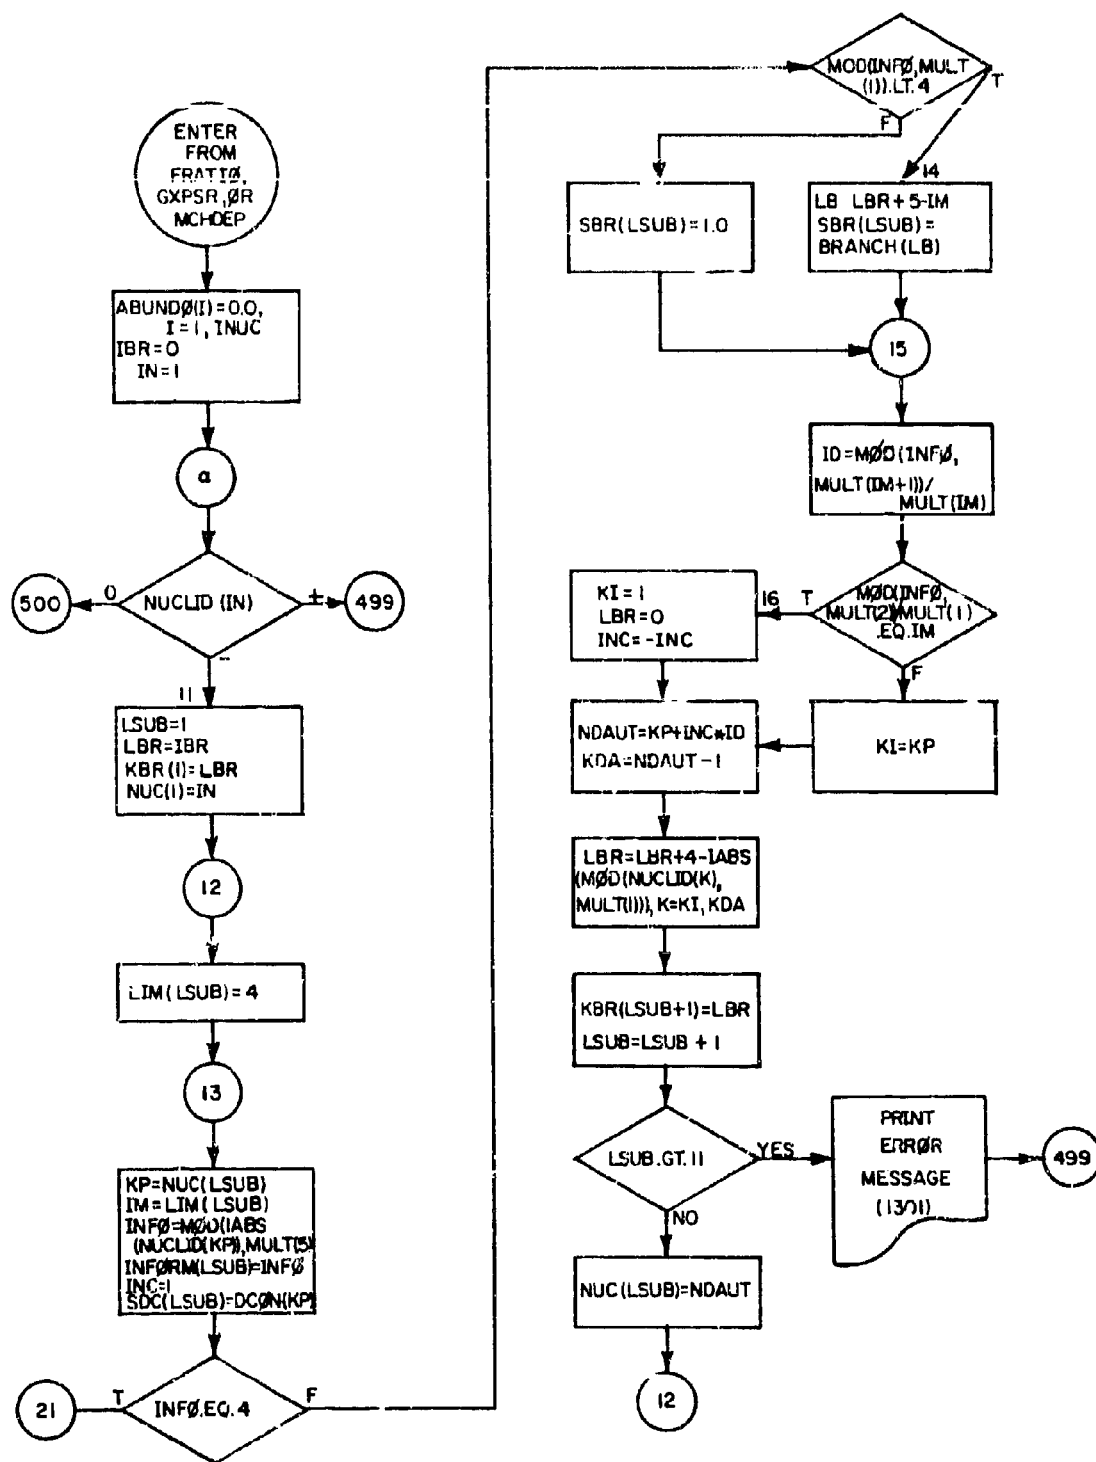 ENTER
FROM
FRATIØ,
GXPSR, ØR
MCHDEP
ABUNDØ(I)=0.0,
I=1, INUC
IBR=0
IN=1
α
NUCLID (IN)
0
500
±
499
-
11
LSUB=1
LBR=IBR
KBR(1)=LBR
NUC(1)=IN
12
LIM(LSUB)=4
13
KP=NUC(LSUB)
IM=LIM(LSUB)
INFØ=MØD(IABS
(NUCLID(KP)),MULT(5)
INFØRM(LSUB)=INFØ
INC=1
SDC(LSUB)=DCØN(KP)
INFØ.EQ.4
T
21
F
MOD(INFØ,MULT
(1)).LT.4
T
F
SBR(LSUB)=1.0
14
LB LBR+5-IM
SBR(LSUB)=
BRANCH(LB)
15
ID=MØD(INFØ,
MULT(IM+1))/
MULT(IM)
MØD(INFØ,
MULT(2)/MULT(1)
.EQ.IM
T
16
KI=1
LBR=0
INC=-INC
F
KI=KP
NDAUT=KP+INC*ID
KDA=NDAUT-1
LBR=LBR+4-IABS
(MØD(NUCLID(K),
MULT(1))), K=KI, KDA
KBR(LSUB+1)=LBR
LSUB=LSUB + 1
LSUB.GT.11
YES
PRINT
ERRØR
MESSAGE
(1301)
499
NO
NUC(LSUB)=NDAUT
12